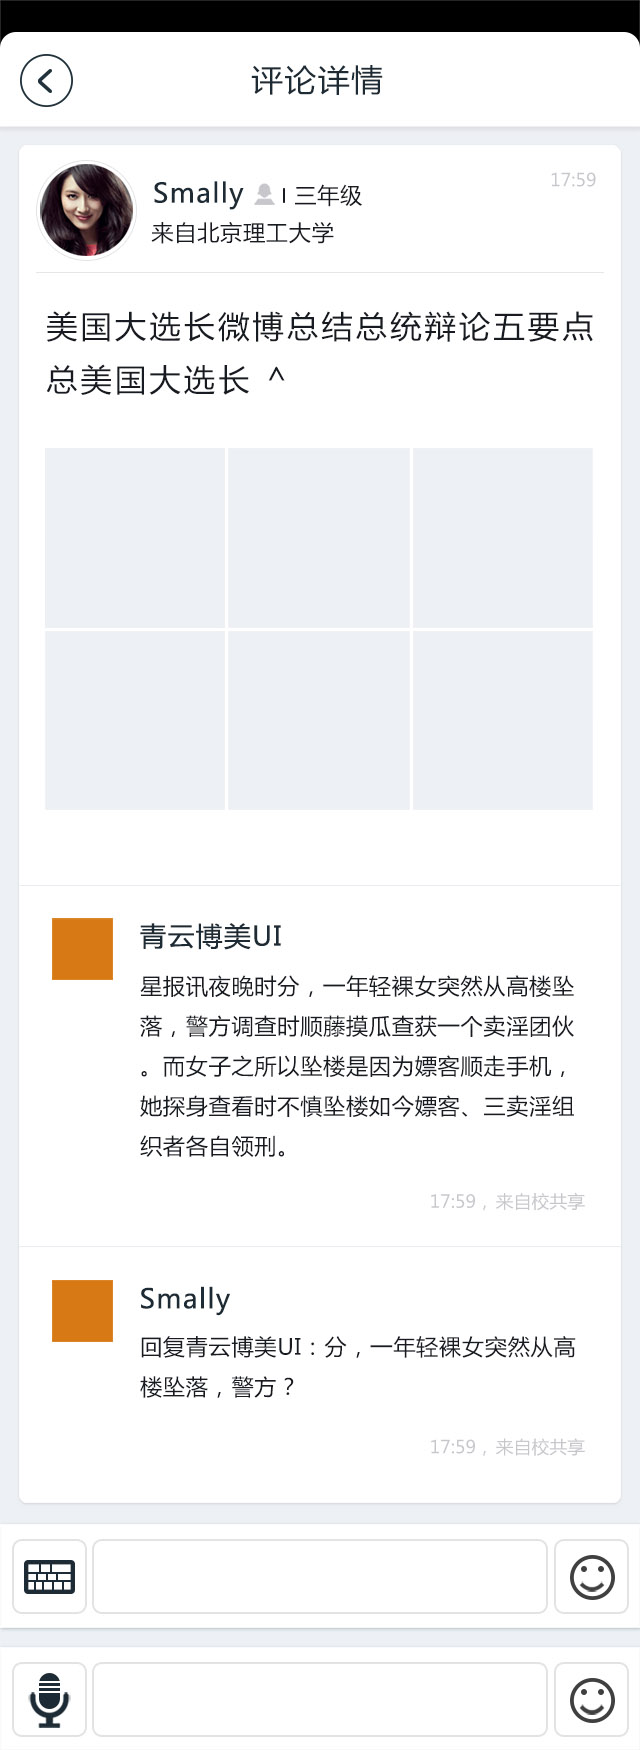 评论详情
Smally I 三年级
17:59
来自北京理工大学
美国大选长微博总结总统辩论五要点
总美国大选长 ^
青云博美UI
星报讯夜晚时分，一年轻裸女突然从高楼坠
落，警方调查时顺藤摸瓜查获一个卖淫团伙
。而女子之所以坠楼是因为嫖客顺走手机，
她探身查看时不慎坠楼如今嫖客、三卖淫组
织者各自领刑。
17:59，来自校共享
Smally
回复青云博美UI：分，一年轻裸女突然从高
楼坠落，警方？
17:59，来自校共享